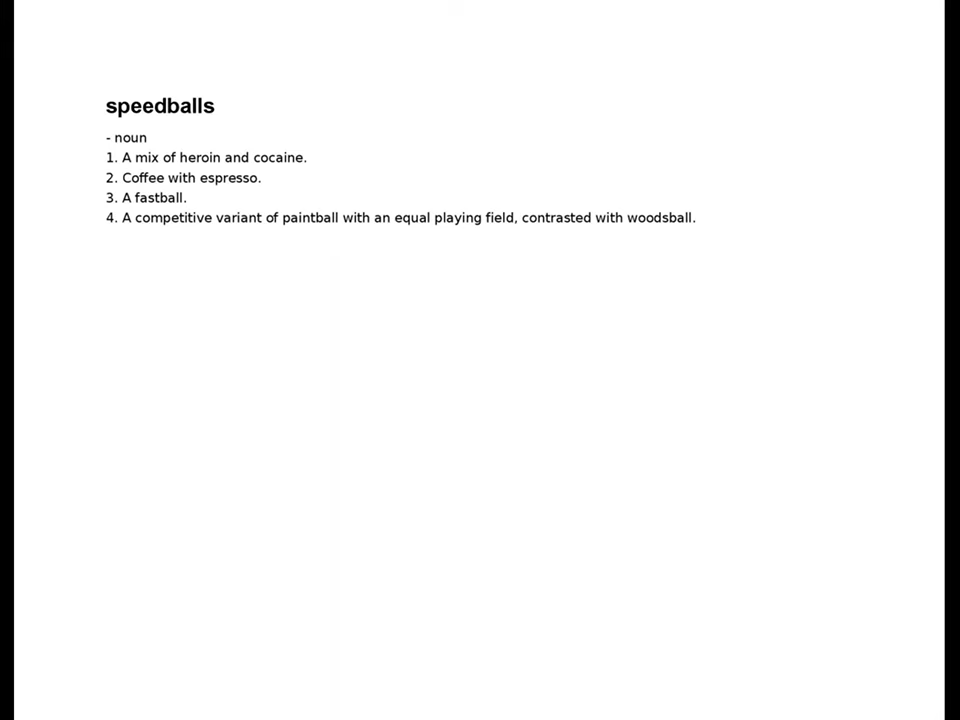 speedballs
- noun
1. A mix of heroin and cocaine.
2. Coffee with espresso.
3. A fastball.
4. A competitive variant of paintball with an equal playing field, contrasted with woodsball.